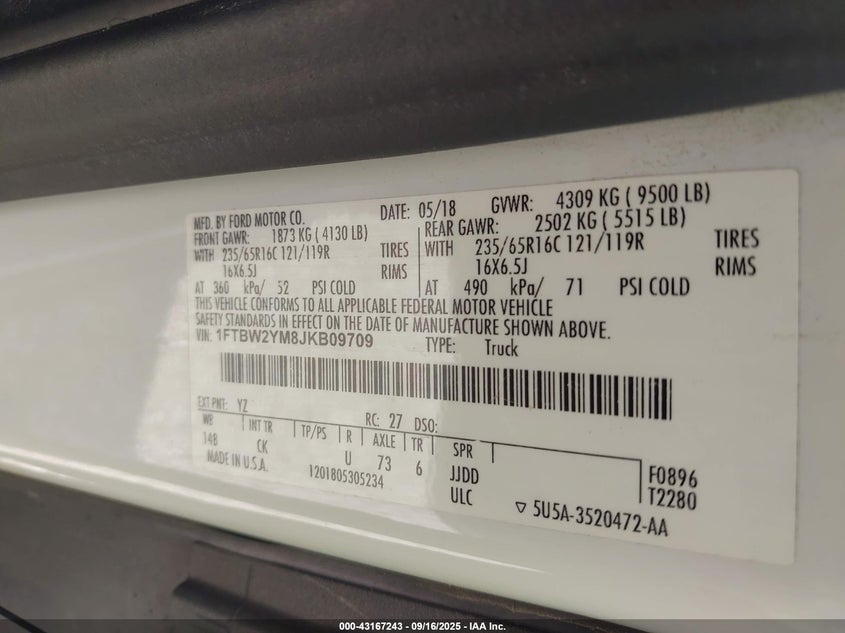 MFD. BY FORD MOTOR CO. DATE: 05/18 GVWR: 4309 KG ( 9500 LB)
FRONT GAWR: 1873 KG ( 4130 LB) REAR GAWR: 2502 KG ( 5515 LB)
WITH 235/65R16C 121/119R TIRES WITH 235/65R16C 121/119R TIRES
16X6.5J RIMS 16X6.5J RIMS
AT 360 kPa/ 52 PSI COLD AT 490 kPa/ 71 PSI COLD
THIS VEHICLE CONFORMS TO ALL APPLICABLE FEDERAL MOTOR VEHICLE
SAFETY STANDARDS IN EFFECT ON THE DATE OF MANUFACTURE SHOWN ABOVE.
VIN: 1FTBW2YM8JKB09709 TYPE: Truck
EXT PNT: YZ RC: 27 DSO:
WB INT TR TP/PS R AXLE TR SPR
148 CK U 73 6 JJDD F0896
MADE IN U.S.A. 1201805305234 ULC T2280
▽ 5U5A-3520472-AA
000-43167243 / 09/16/2025 - IAA Inc.